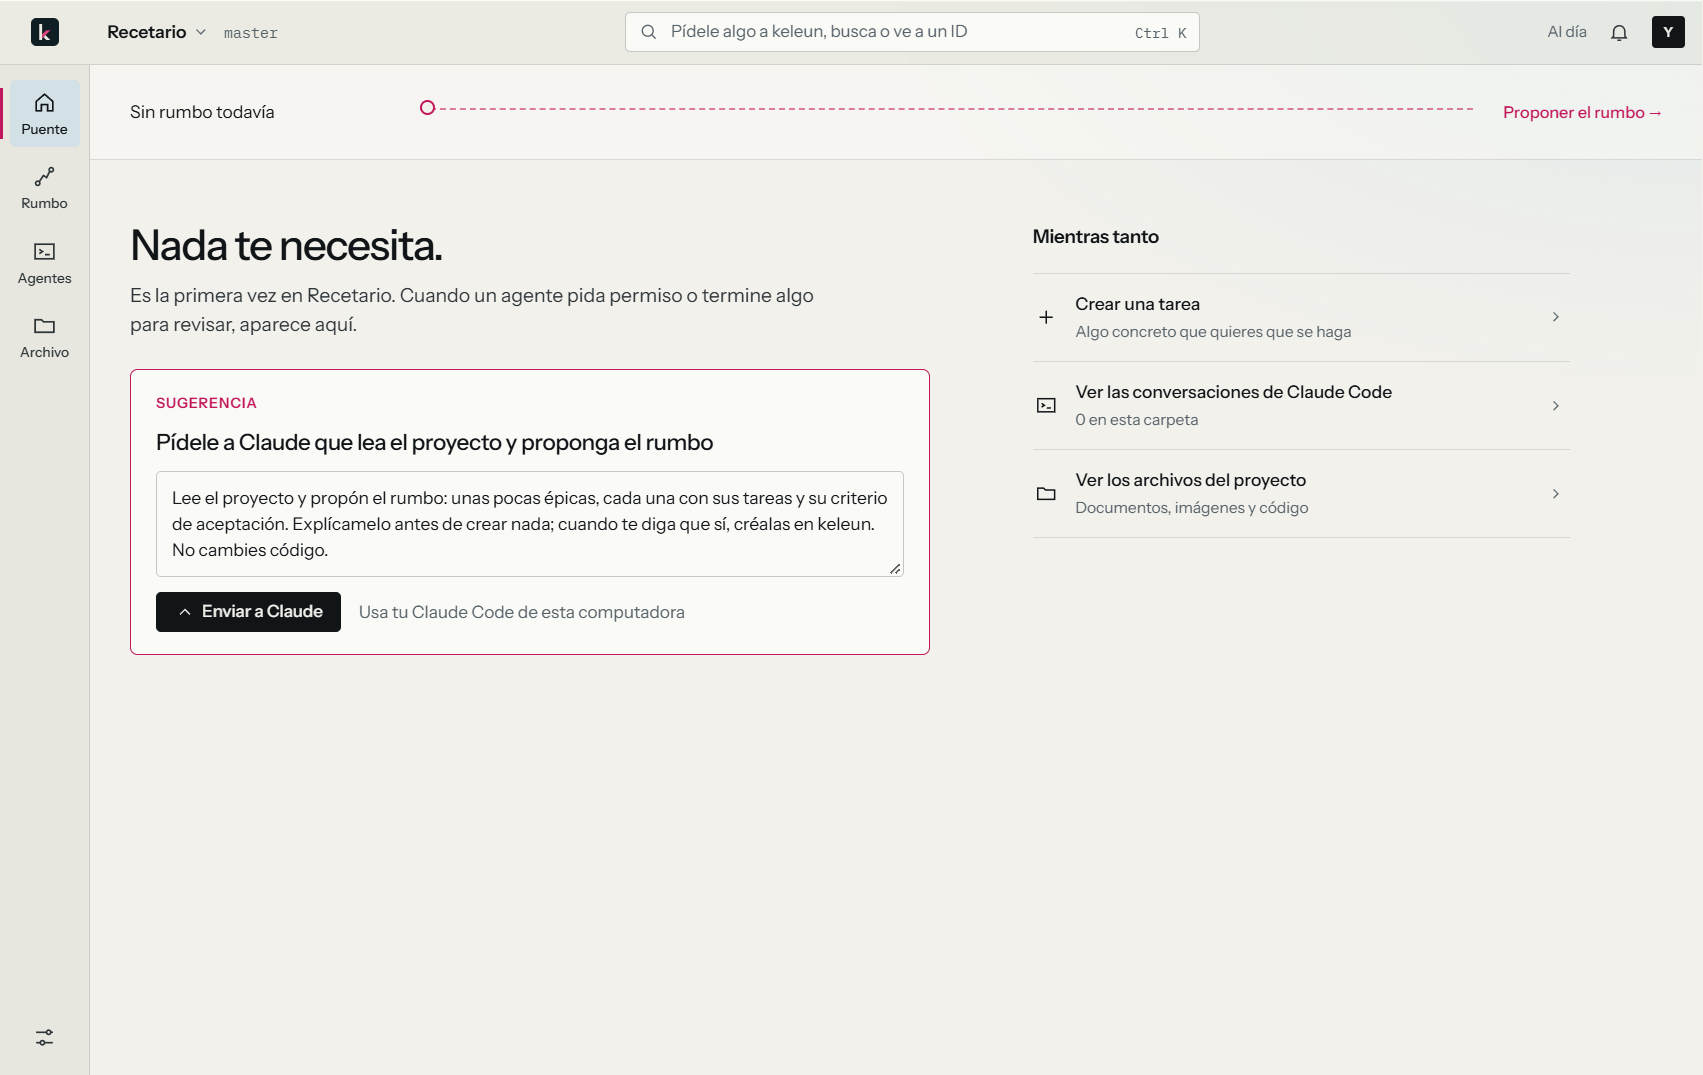 k
Recetario
master
Pídele algo a keleun, busca o ve a un ID
Ctrl K
Al día
Y
Puente
Rumbo
Agentes
Archivo
Sin rumbo todavía
Proponer el rumbo →
Nada te necesita.
Es la primera vez en Recetario. Cuando un agente pida permiso o termine algo
para revisar, aparece aquí.
SUGERENCIA
Pídele a Claude que lea el proyecto y proponga el rumbo
Lee el proyecto y propón el rumbo: unas pocas épicas, cada una con sus tareas y su criterio
de aceptación. Explícamelo antes de crear nada; cuando te diga que sí, créalas en keleun.
No cambies código.
Enviar a Claude
Usa tu Claude Code de esta computadora
Mientras tanto
Crear una tarea
Algo concreto que quieres que se haga
Ver las conversaciones de Claude Code
0 en esta carpeta
Ver los archivos del proyecto
Documentos, imágenes y código